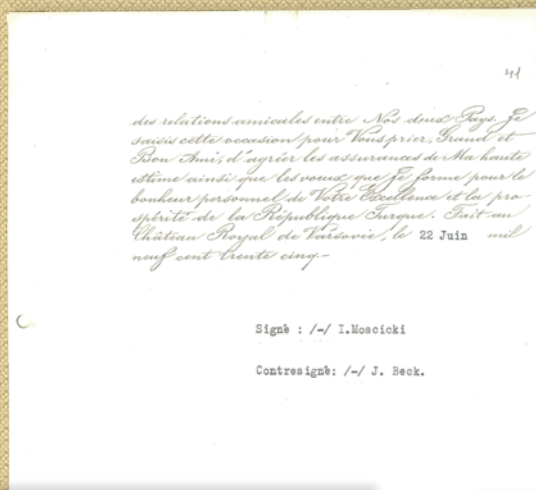 41
des relations amicales entre Nos deux Pays. Je
saisis cette occasion pour Vous prier, Grand et
Bon Ami, d'agréer les assurances de Ma haute
estime ainsi que les voeux que Je forme pour le
bonheur personnel de Votre Excellence et la pro-
spérité de la République Turque. Fait au
Château Royal de Varsovie, le 22 Juin mil
neuf cent trente cinq.-
Signè : /-/ I.Moscicki
Contresignè: /-/ J. Beck.